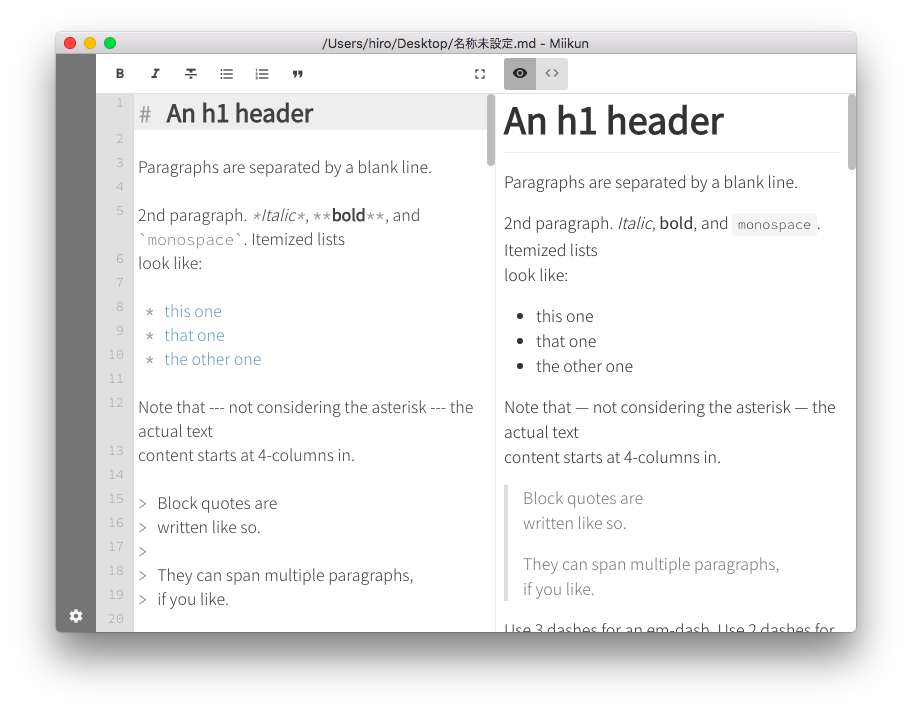 /Users/hiro/Desktop/名称未設定.md - Miikun
B I S
1 # An h1 header
2
3 Paragraphs are separated by a blank line.
4
5 2nd paragraph. *Italic*, **bold**, and
`monospace`. Itemized lists
6 look like:
7
8 * this one
9 * that one
10 * the other one
11
12 Note that --- not considering the asterisk --- the
actual text
13 content starts at 4-columns in.
14
15 > Block quotes are
16 > written like so.
17 >
18 > They can span multiple paragraphs,
19 > if you like.
20
An h1 header
Paragraphs are separated by a blank line.
2nd paragraph. Italic, bold, and monospace.
Itemized lists
look like:
• this one
• that one
• the other one
Note that — not considering the asterisk — the
actual text
content starts at 4-columns in.
Block quotes are
written like so.
They can span multiple paragraphs,
if you like.
Use 3 dashes for an em-dash. Use 2 dashes for